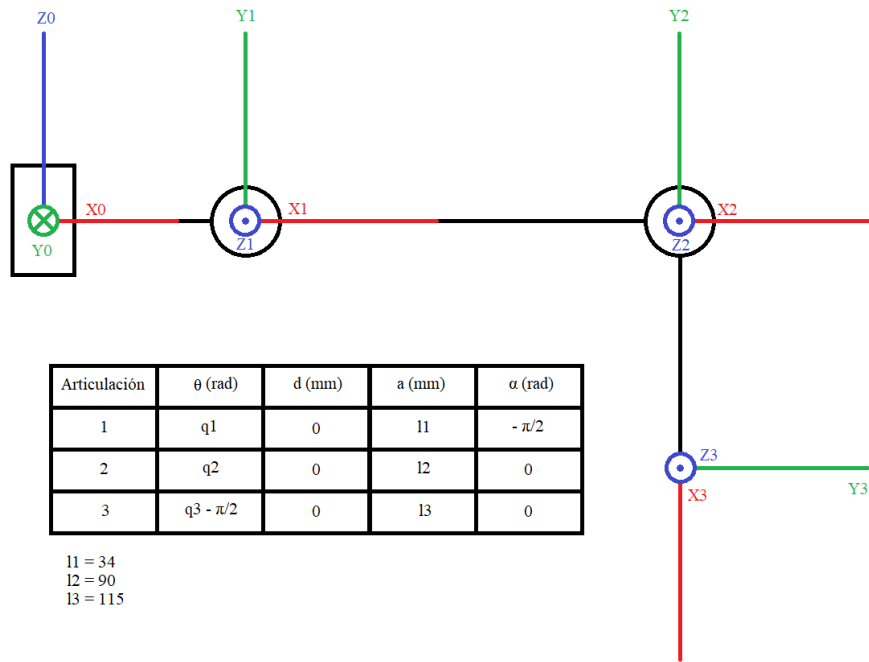 Z0
Y1
Y2
X0
X1
X2
Y0
Z1
Z2
Articulación θ (rad) d (mm) a (mm) α (rad)
1 q1 0 l1 - π/2
2 q2 0 l2 0
3 q3 - π/2 0 l3 0
Z3
X3
Y3
l1 = 34
l2 = 90
l3 = 115